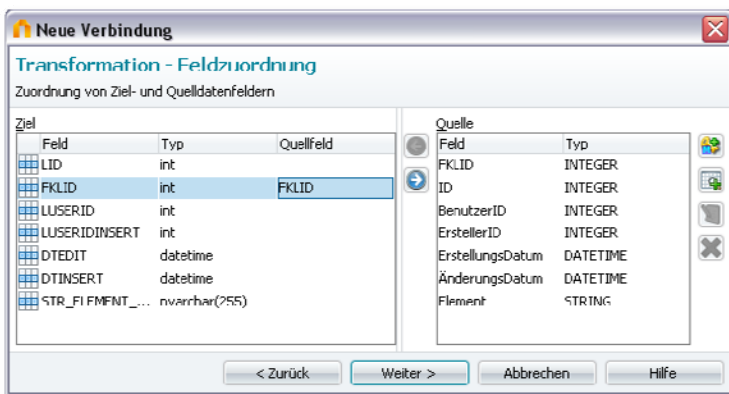 Neue Verbindung
Transformation - Feldzuordnung
Zuordnung von Ziel- und Quelldatenfeldern
Ziel
Feld Typ Quellfeld
LID int
FKLID int FKLID
LUSERID int
LUSERIDINSERT int
DTEDIT datetime
DTINSERT datetime
STR_ELEMENT_... nvarchar(255)
Quelle
Feld Typ
FKLID INTEGER
ID INTEGER
BenutzerID INTEGER
ErstellerID INTEGER
ErstellungsDatum DATETIME
ÄnderungsDatum DATETIME
Element STRING
< Zurück Weiter > Abbrechen Hilfe